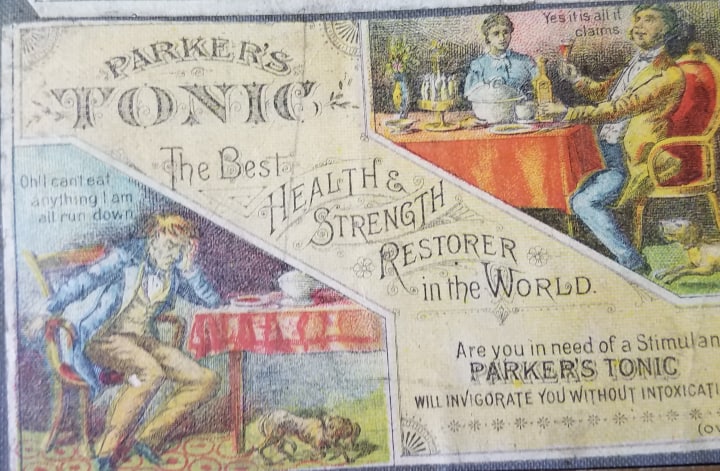 PARKER'S
TONIC
Yes it is all it
claims
The Best
HEALTH &
STRENGTH
RESTORER
in the WORLD.
Oh! I can't eat
anything I am
all run down
Are you in need of a Stimulan
PARKER'S TONIC
WILL INVIGORATE YOU WITHOUT INTOXICATI
(OV